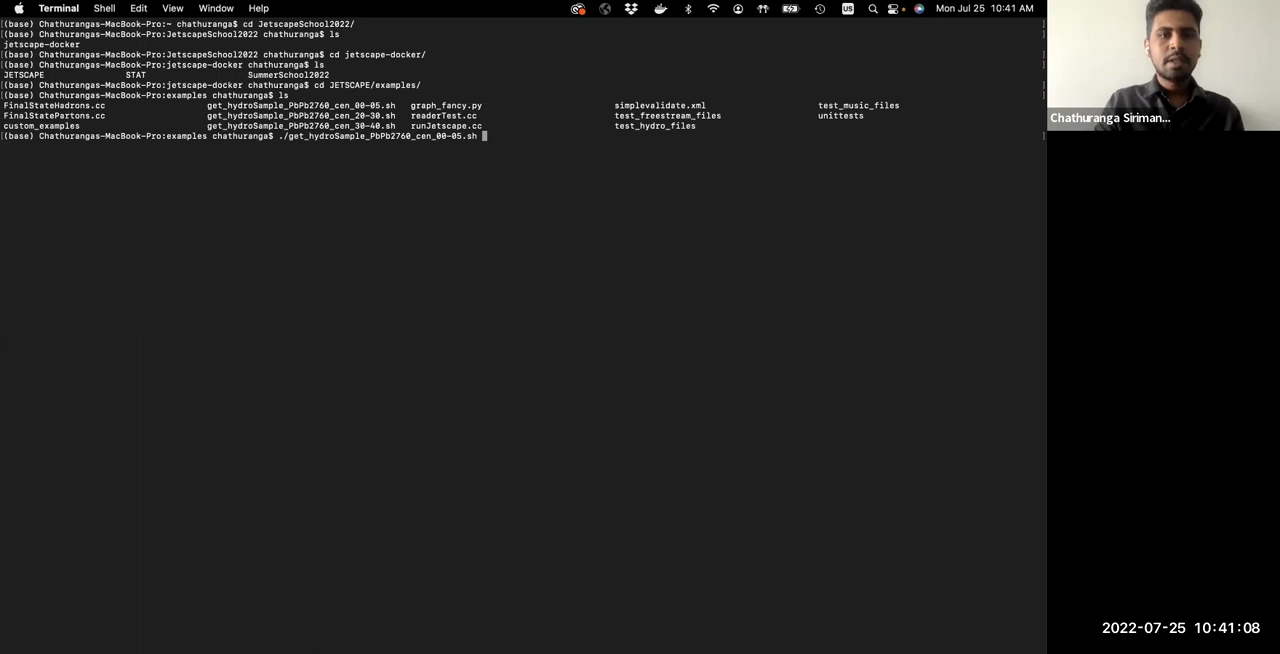 Terminal Shell Edit View Window Help US Mon Jul 25 10:41 AM
[(base) Chathurangas-MacBook-Pro:~ chathuranga$ cd JetscapeSchool2022/ ]
[(base) Chathurangas-MacBook-Pro:JetscapeSchool2022 chathuranga$ ls ]
jetscape-docker
[(base) Chathurangas-MacBook-Pro:JetscapeSchool2022 chathuranga$ cd jetscape-docker/ ]
[(base) Chathurangas-MacBook-Pro:jetscape-docker chathuranga$ ls ]
JETSCAPE STAT SummerSchool2022
[(base) Chathurangas-MacBook-Pro:jetscape-docker chathuranga$ cd JETSCAPE/examples/ ]
[(base) Chathurangas-MacBook-Pro:examples chathuranga$ ls ]
FinalStateHadrons.cc get_hydroSample_PbPb2760_cen_00-05.sh graph_fancy.py simplevalidate.xml test_music_files
FinalStatePartons.cc get_hydroSample_PbPb2760_cen_20-30.sh readerTest.cc test_freestream_files unittests
custom_examples get_hydroSample_PbPb2760_cen_30-40.sh runJetscape.cc test_hydro_files
[(base) Chathurangas-MacBook-Pro:examples chathuranga$ ./get_hydroSample_PbPb2760_cen_00-05.sh ]
Chathuranga Siriman...
2022-07-25 10:41:08